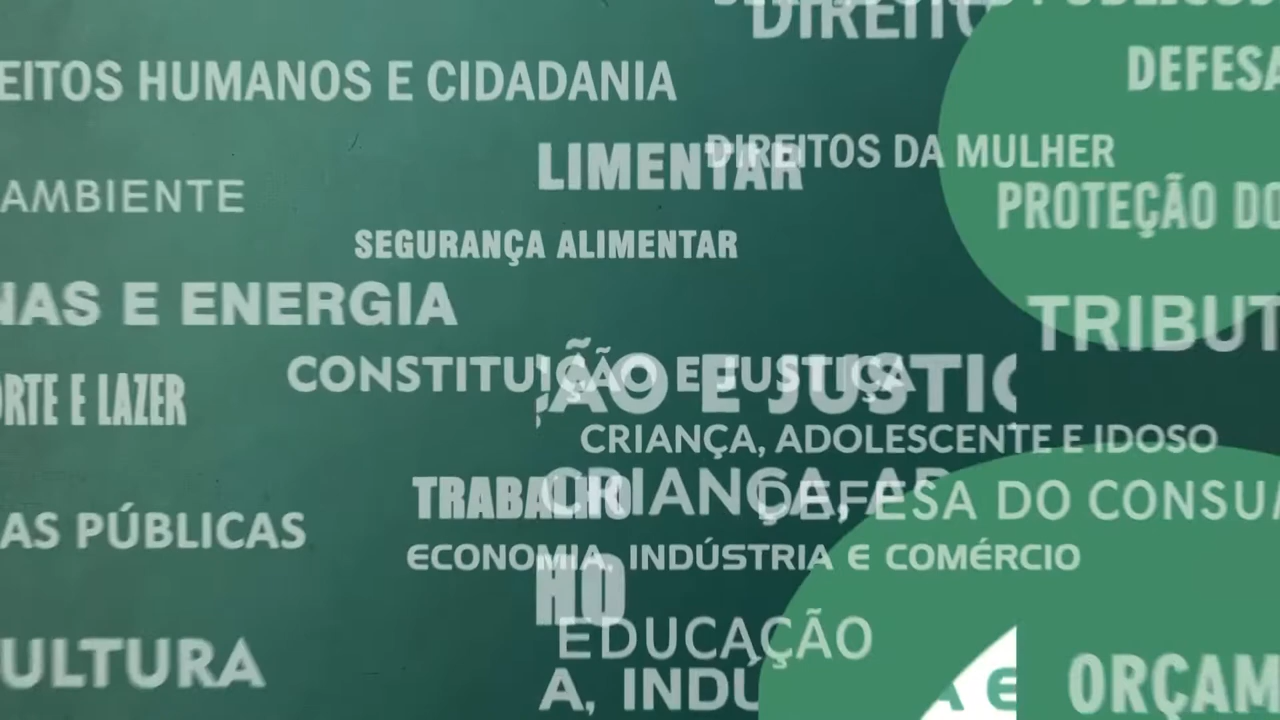 DIREITO
DEFESA
EITOS HUMANOS E CIDADANIA
DIREITOS DA MULHER
LIMENTAR
AMBIENTE
PROTEÇÃO DO
SEGURANÇA ALIMENTAR
NAS E ENERGIA
TRIBUT
CONSTITUIÇÃO E JUSTIÇA
ÃO E JUSTIÇ
ORTE E LAZER
CRIANÇA, ADOLESCENTE E IDOSO
CRIANÇA, AD
TRABALHO
DEFESA DO CONSU
AS PÚBLICAS
ECONOMIA, INDÚSTRIA E COMÉRCIO
HO
EDUCAÇÃO
ULTURA
A, INDÚ
A E
ORÇAM